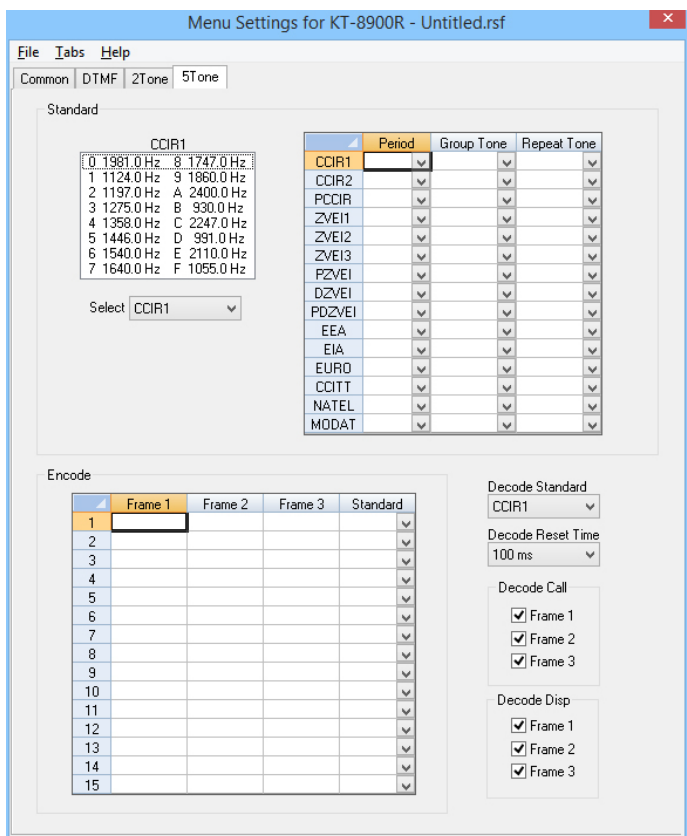 Menu Settings for KT-8900R - Untitled.rsf
File Tabs Help
Common DTMF 2Tone 5Tone
Standard
CCIR1
0 1981.0 Hz 8 1747.0 Hz
1 1124.0 Hz 9 1860.0 Hz
2 1197.0 Hz A 2400.0 Hz
3 1275.0 Hz B 930.0 Hz
4 1358.0 Hz C 2247.0 Hz
5 1446.0 Hz D 991.0 Hz
6 1540.0 Hz E 2110.0 Hz
7 1640.0 Hz F 1055.0 Hz
Select CCIR1
Period Group Tone Repeat Tone
CCIR1
CCIR2
PCCIR
ZVEI1
ZVEI2
ZVEI3
PZVEI
DZVEI
PDZVEI
EEA
EIA
EURO
CCITT
NATEL
MODAT
Encode
Frame 1 Frame 2 Frame 3 Standard
1
2
3
4
5
6
7
8
9
10
11
12
13
14
15
Decode Standard
CCIR1
Decode Reset Time
100 ms
Decode Call
Frame 1
Frame 2
Frame 3
Decode Disp
Frame 1
Frame 2
Frame 3